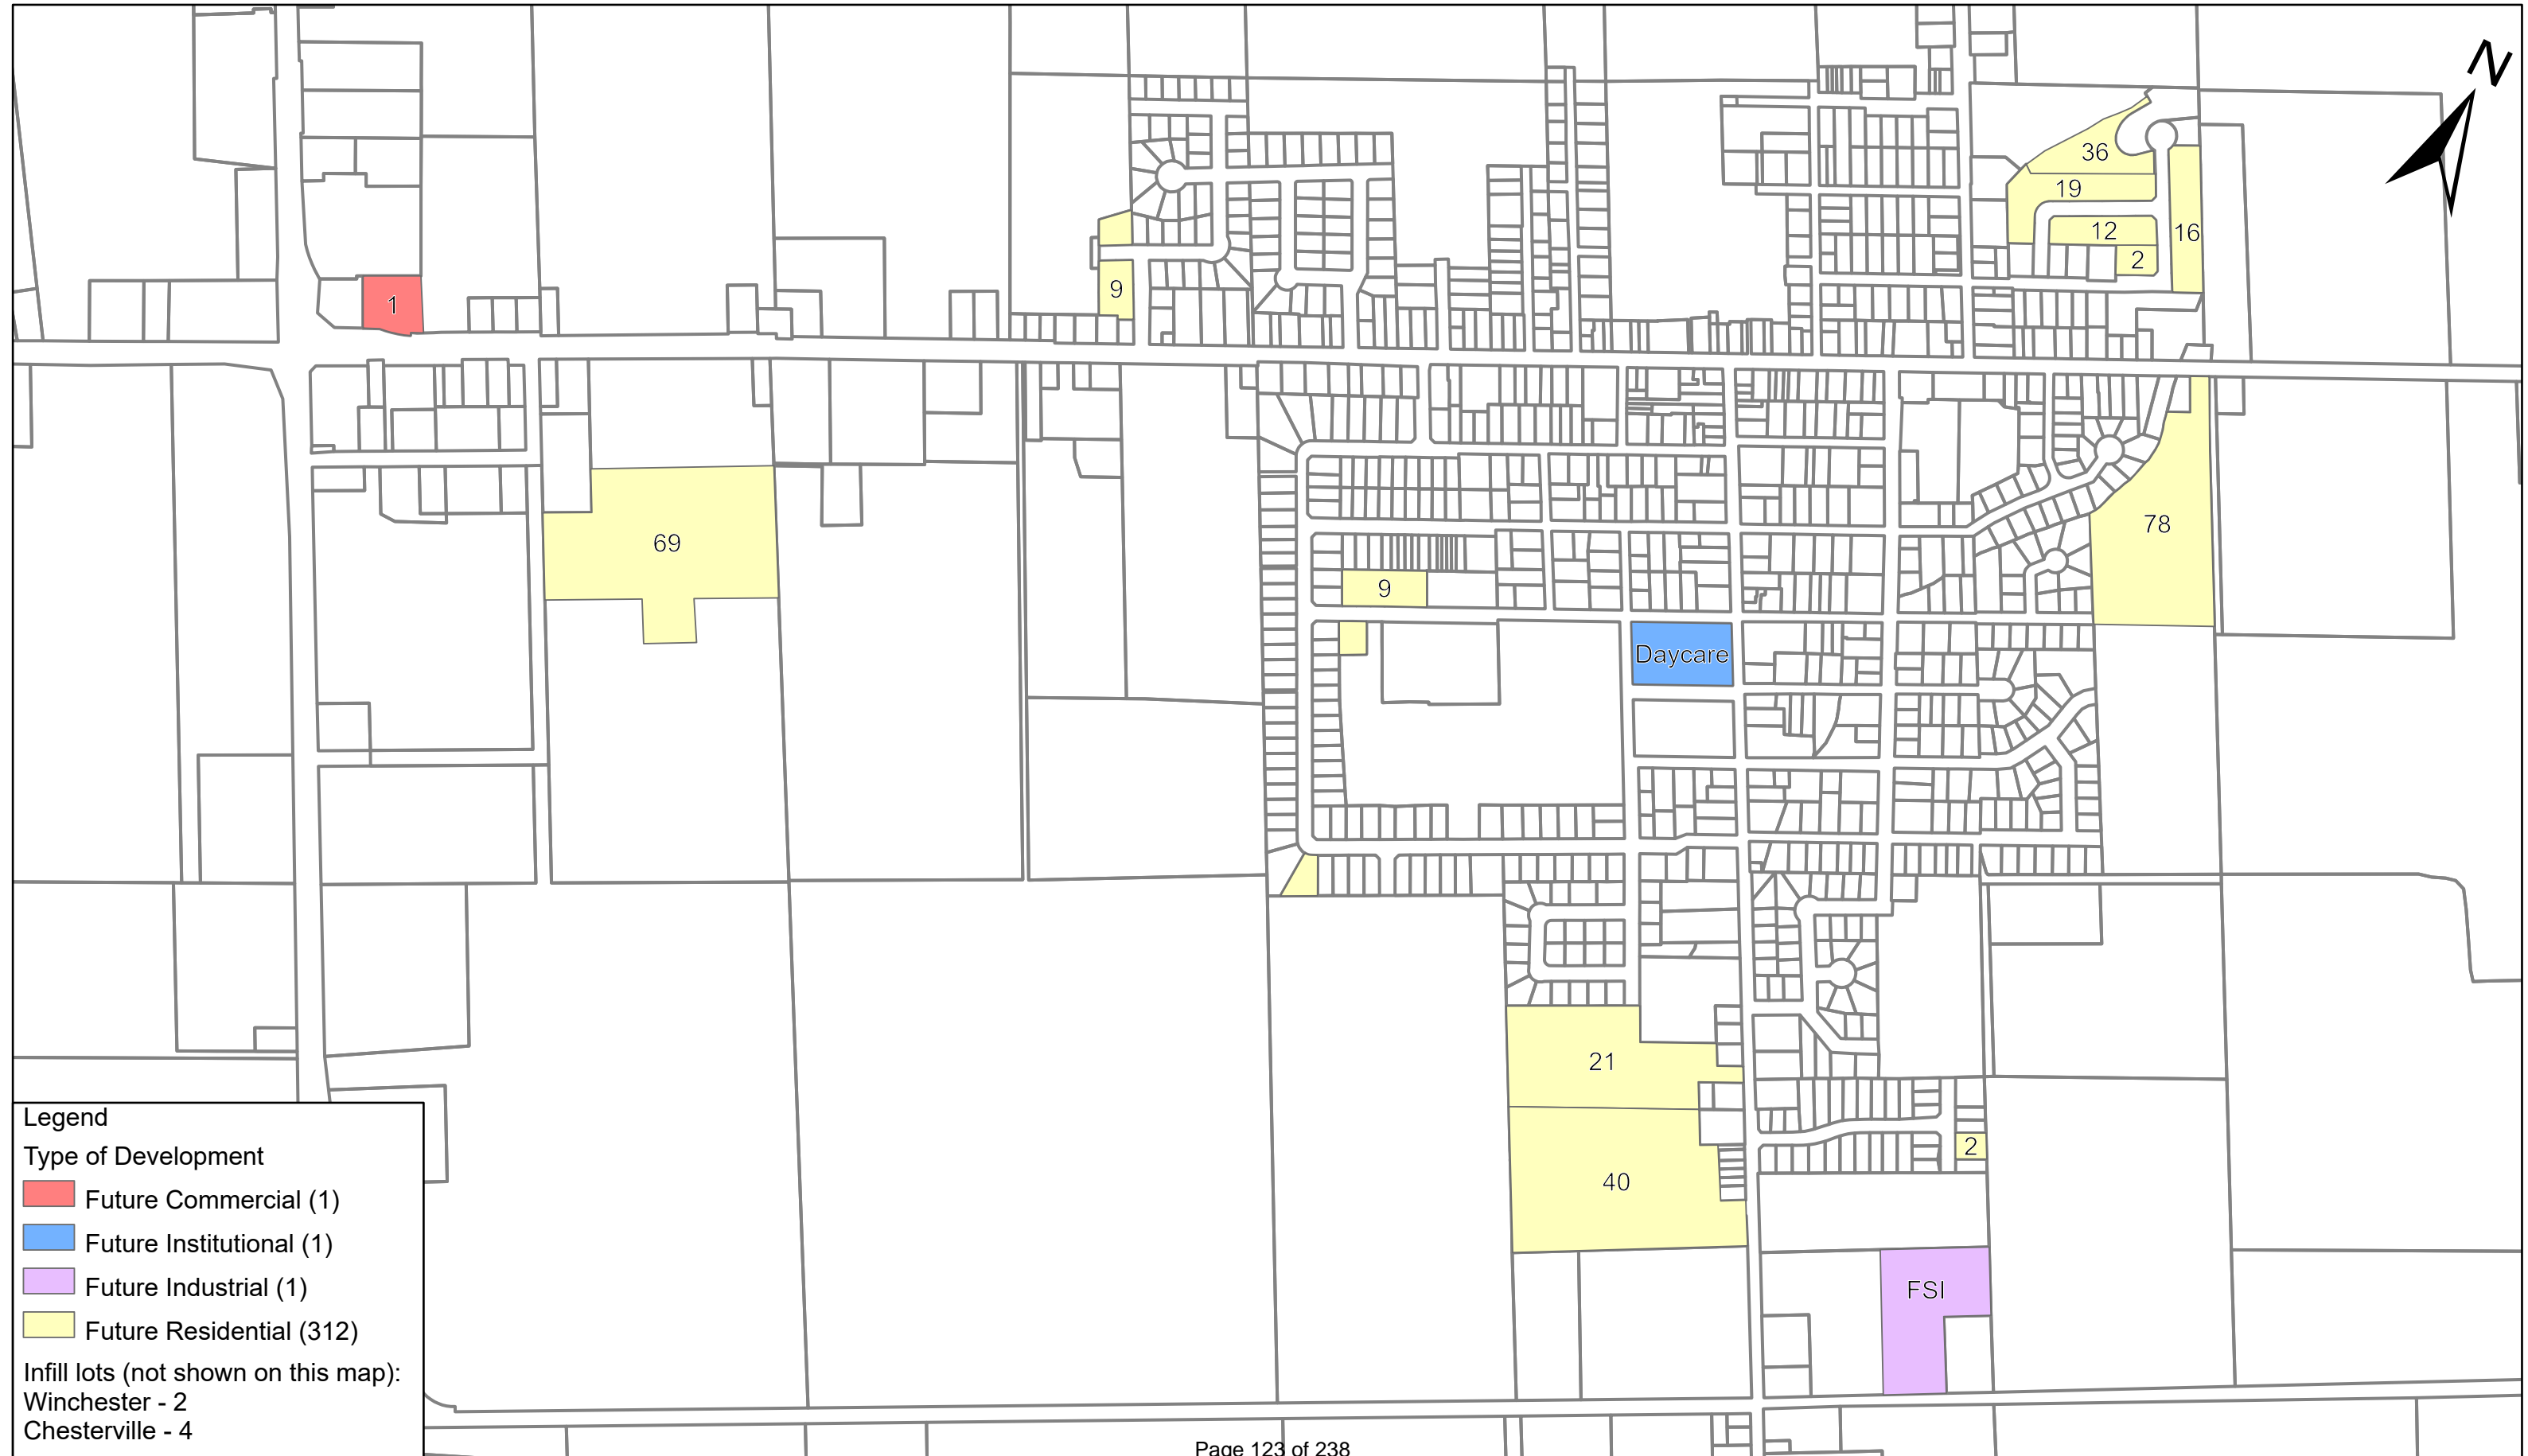 N
36
19
12
16
2
9
1
78
69
9
Daycare
21
40
2
FSI
Legend
Type of Development
Future Commercial (1)
Future Institutional (1)
Future Industrial (1)
Future Residential (312)
Infill lots (not shown on this map):
Winchester - 2
Chesterville - 4
Page 123 of 238